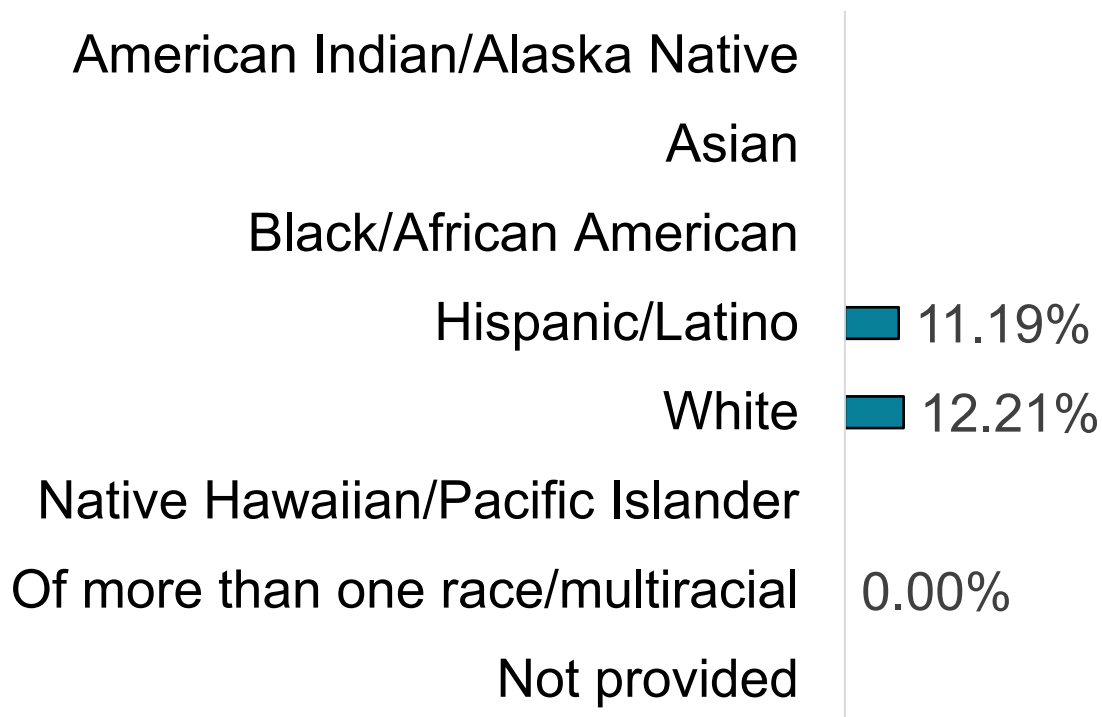 American Indian/Alaska Native
Asian
Black/African American
Hispanic/Latino 11.19%
White 12.21%
Native Hawaiian/Pacific Islander
Of more than one race/multiracial 0.00%
Not provided